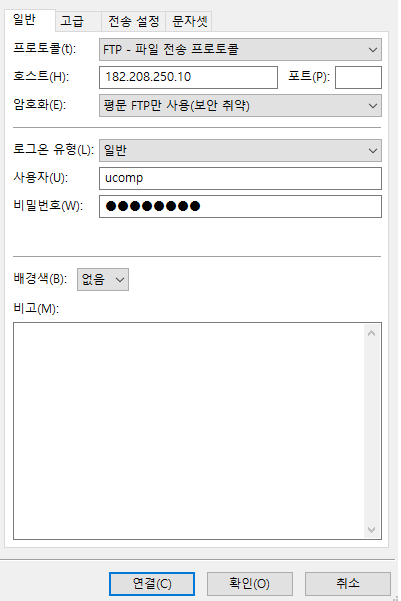 일반 고급 전송 설정 문자셋
프로토콜(t): FTP - 파일 전송 프로토콜
호스트(H): 182.208.250.10 포트(P):
암호화(E): 평문 FTP만 사용(보안 취약)
로그온 유형(L): 일반
사용자(U): ucomp
비밀번호(W): ●●●●●●●●
배경색(B): 없음
비고(M):
연결(C) 확인(O) 취소